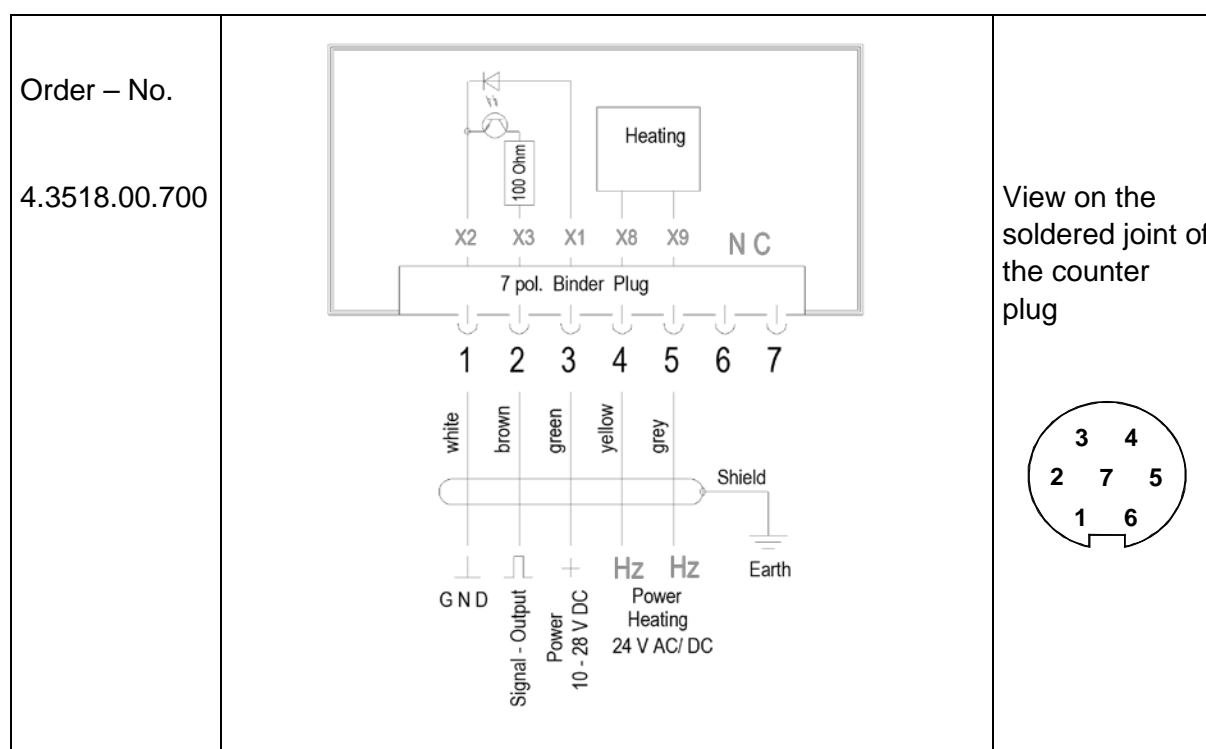 Order – No.
4.3518.00.700
100 Ohm
Heating
X2 X3 X1 X8 X9 N C
7 pol. Binder Plug
1 2 3 4 5 6 7
white
brown
green
yellow
grey
Shield
Earth
G N D
Signal - Output
Power
10 - 28 V DC
Hz Hz
Power
Heating
24 V AC/ DC
View on the
soldered joint of
the counter
plug
3 4
2 7 5
1 6